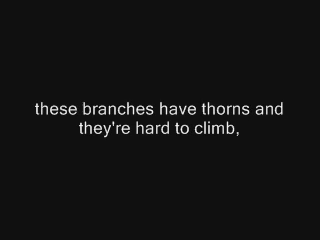 these branches have thorns and
they're hard to climb,